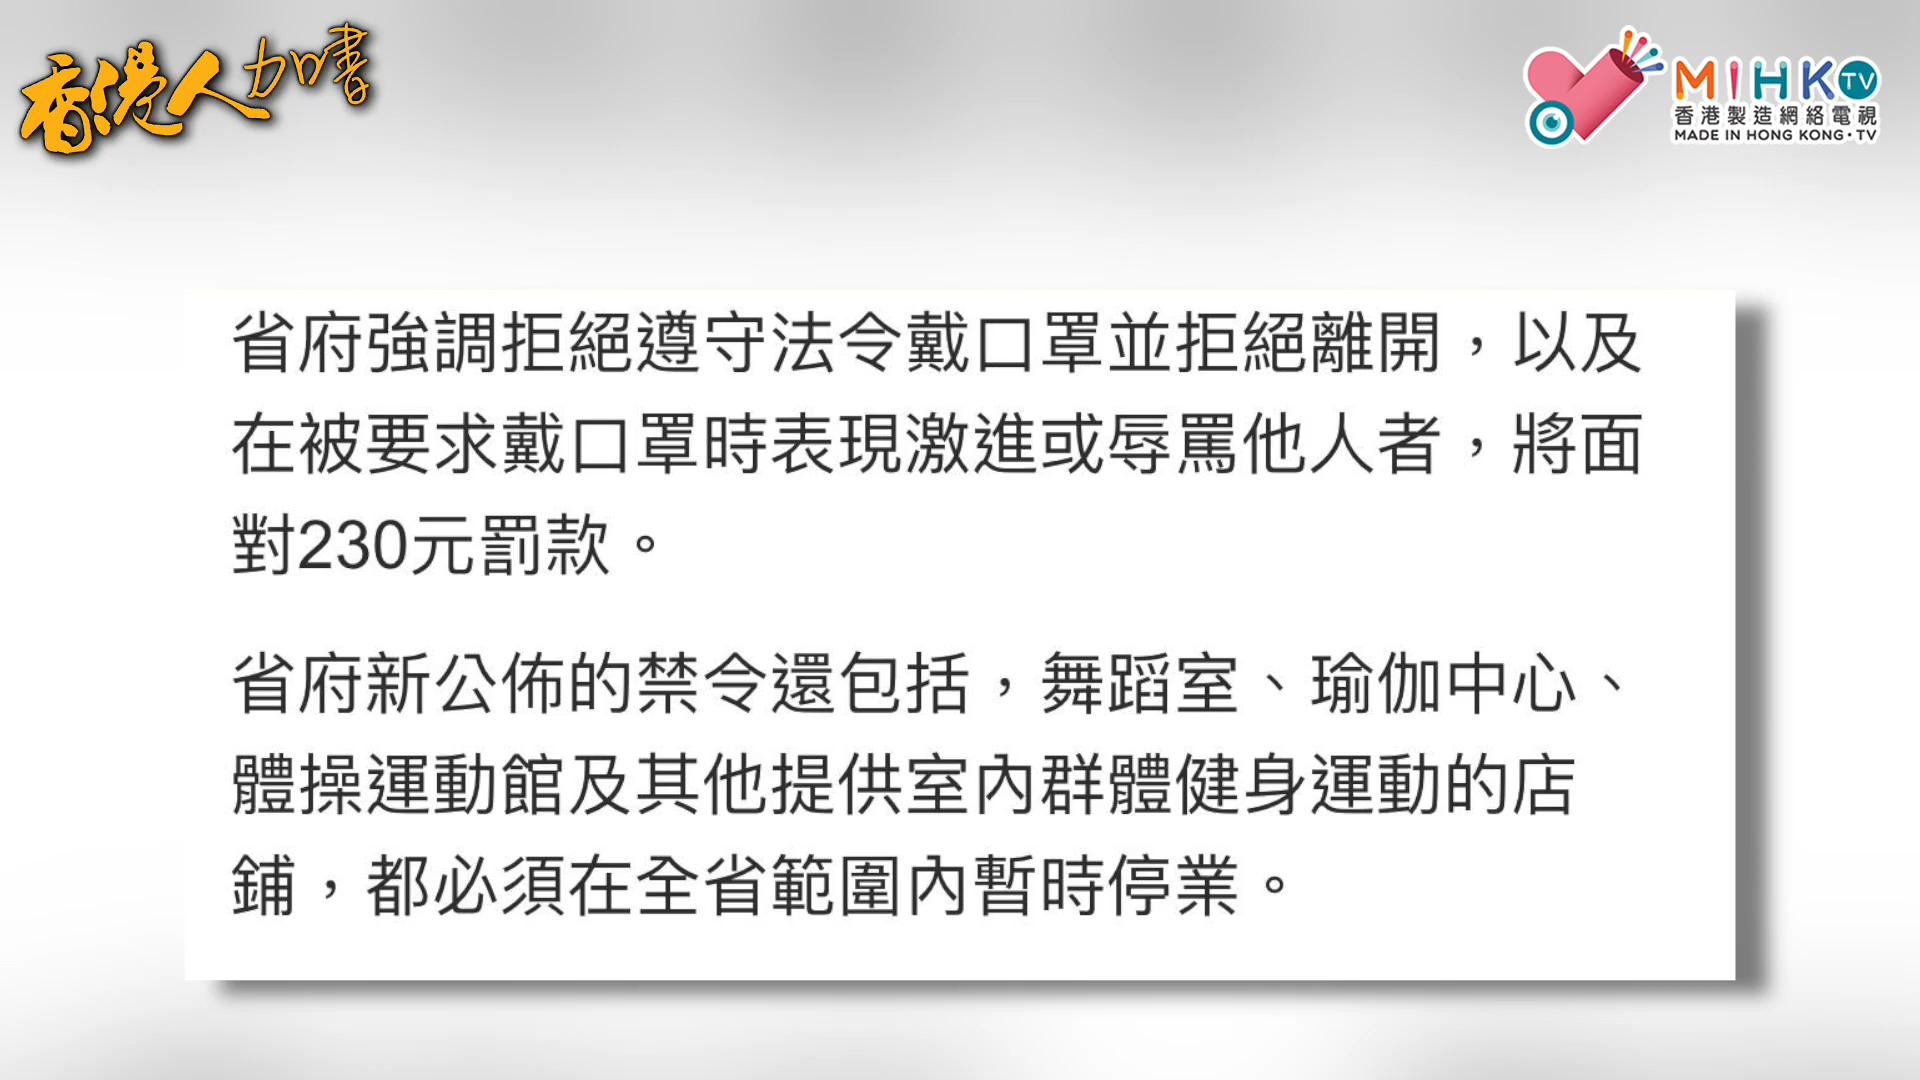 香港人加嘥
MIHK TV
香港製造網絡電視
MADE IN HONG KONG・TV
省府強調拒絕遵守法令戴口罩並拒絕離開，以及
在被要求戴口罩時表現激進或辱罵他人者，將面
對230元罰款。
省府新公佈的禁令還包括，舞蹈室、瑜伽中心、
體操運動館及其他提供室內群體健身運動的店
鋪，都必須在全省範圍內暫時停業。